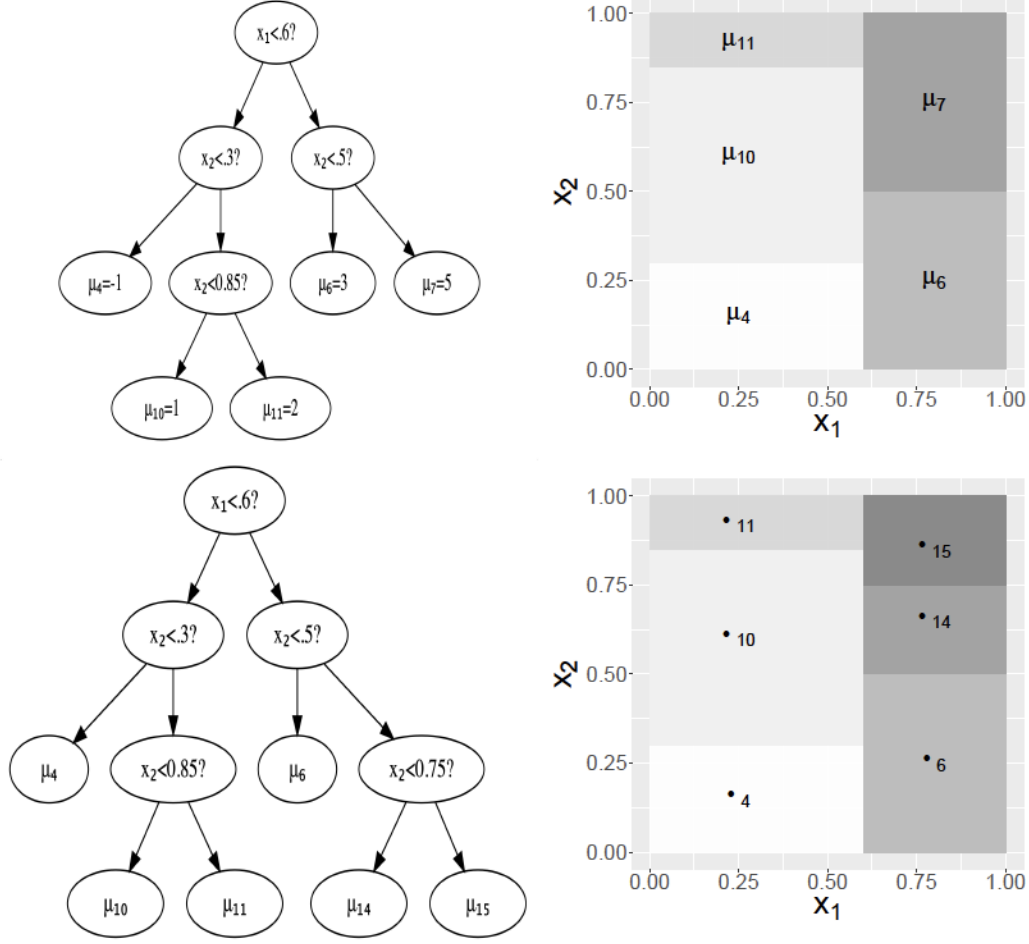 x₁<.6?
x₂<.3?
x₂<.5?
μ₄=-1
x₂<0.85?
μ₆=3
μ₇=5
μ₁₀=1
μ₁₁=2
1.00
0.75
0.50
0.25
0.00
x₂
μ₁₁
μ₇
μ₁₀
μ₆
μ₄
0.00 0.25 0.50 0.75 1.00
x₁
x₁<.6?
x₂<.3?
x₂<.5?
μ₄
x₂<0.85?
μ₆
x₂<0.75?
μ₁₀
μ₁₁
μ₁₄
μ₁₅
1.00
0.75
0.50
0.25
0.00
x₂
• 11
• 15
• 14
• 10
• 6
• 4
0.00 0.25 0.50 0.75 1.00
x₁